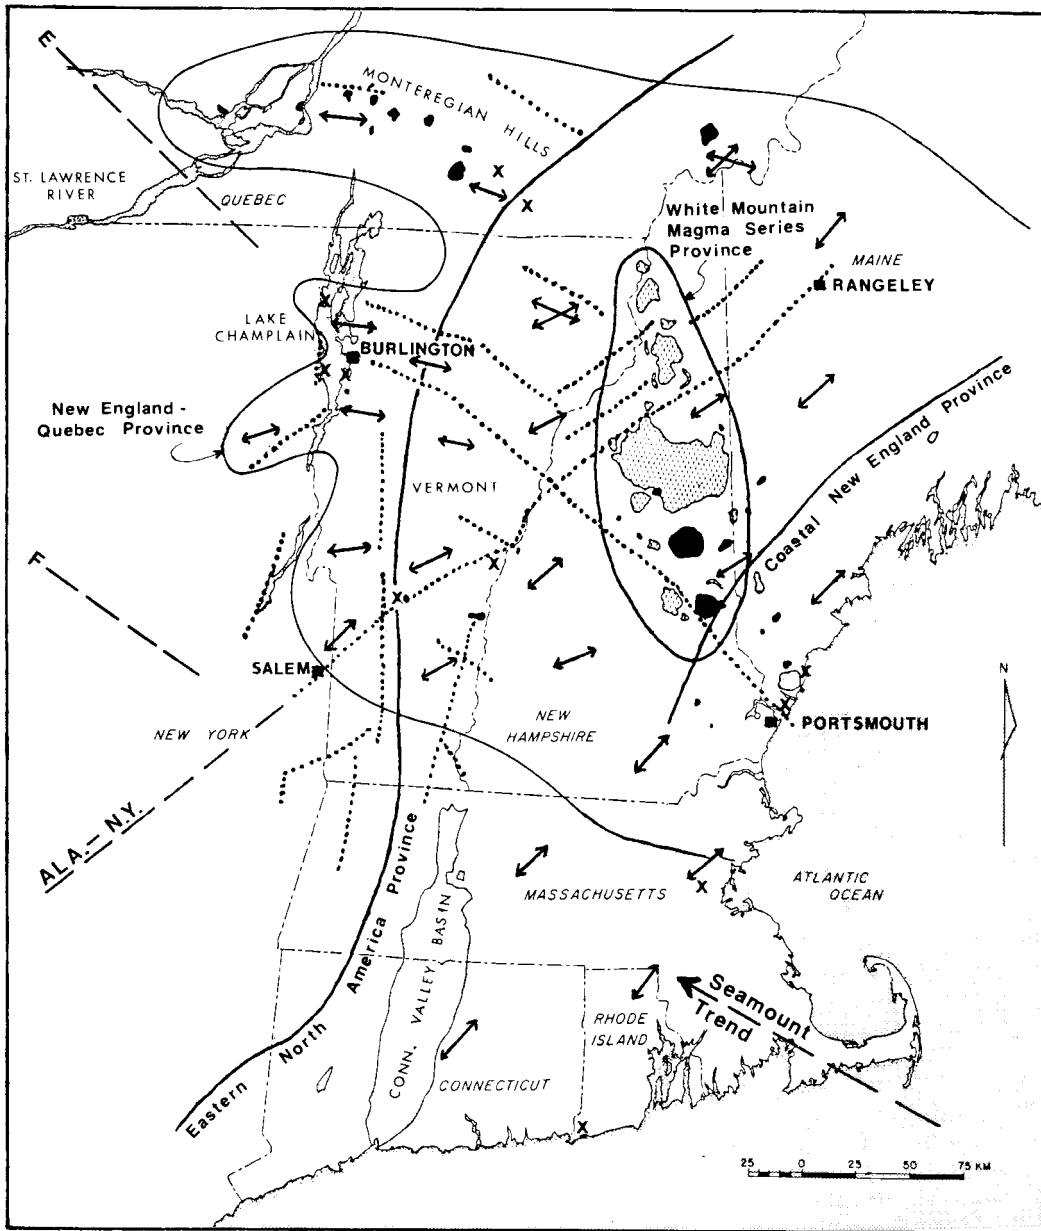 E
MONTEREGIAN HILLS
ST. LAWRENCE
RIVER
QUEBEC
X
X
White Mountain
Magma Series
Province
MAINE
RANGELEY
LAKE
CHAMPLAIN
X
BURLINGTON
X
X
New England -
Quebec Province
Coastal New England Province
VERMONT
F
X
X
SALEM
X
N
NEW YORK
NEW
HAMPSHIRE
X
PORTSMOUTH
ALA. - N.Y.
Eastern North America Province
CONN. VALLEY BASIN
MASSACHUSETTS
X
ATLANTIC
OCEAN
Seamount
Trend
RHODE
ISLAND
CONNECTICUT
X
25 0 25 50 75 KM